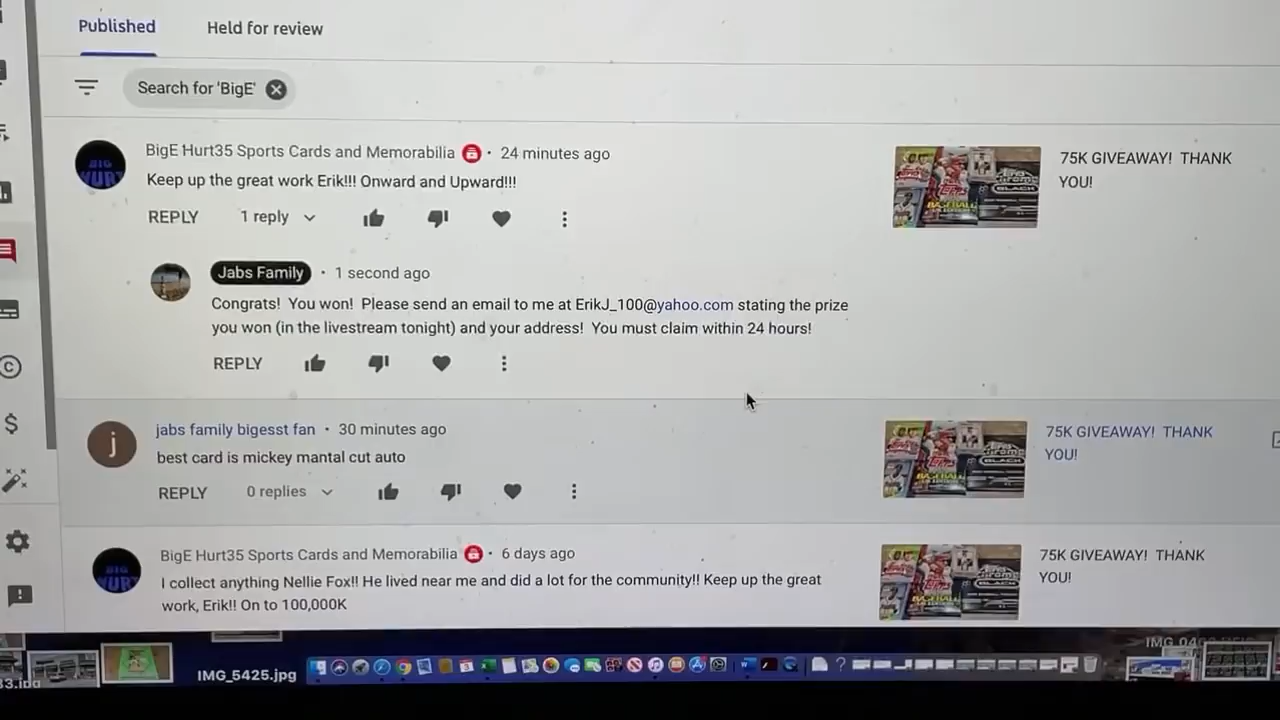 Published
Held for review
Search for 'BigE'
BigE Hurt35 Sports Cards and Memorabilia · 24 minutes ago
Keep up the great work Erik!!! Onward and Upward!!!
REPLY
1 reply
75K GIVEAWAY! THANK
YOU!
BIG
HURT
Jabs Family · 1 second ago
Congrats! You won! Please send an email to me at ErikJ_100@yahoo.com stating the prize
you won (in the livestream tonight) and your address! You must claim within 24 hours!
REPLY
j
jabs family bigesst fan · 30 minutes ago
best card is mickey mantal cut auto
REPLY
0 replies
75K GIVEAWAY! THANK
YOU!
BigE Hurt35 Sports Cards and Memorabilia · 6 days ago
I collect anything Nellie Fox!! He lived near me and did a lot for the community!! Keep up the great
work, Erik!! On to 100,000K
75K GIVEAWAY! THANK
YOU!
IMG_5425.jpg